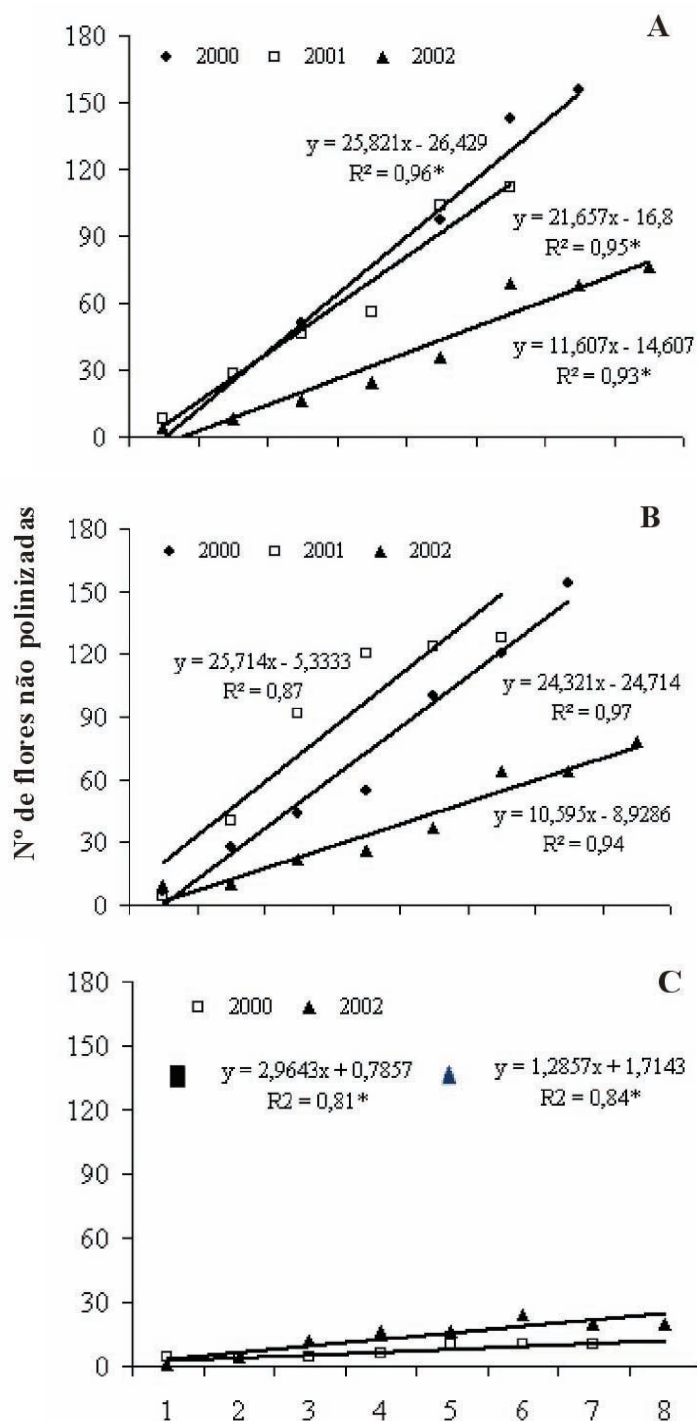 A
180
2000 2001 2002
150
y = 25,821x - 26,429
R² = 0,96*
120
y = 21,657x - 16,8
R² = 0,95*
90
60
y = 11,607x - 14,607
R² = 0,93*
30
0
Nº de flores não polinizadas
B
180
2000 2001 2002
150
y = 25,714x - 5,3333
R² = 0,87
120
y = 24,321x - 24,714
R² = 0,97
90
60
y = 10,595x - 8,9286
R² = 0,94
30
0
C
180
2000 2002
150
y = 2,9643x + 0,7857
R2 = 0,81*
y = 1,2857x + 1,7143
R2 = 0,84*
120
90
60
30
0
1 2 3 4 5 6 7 8